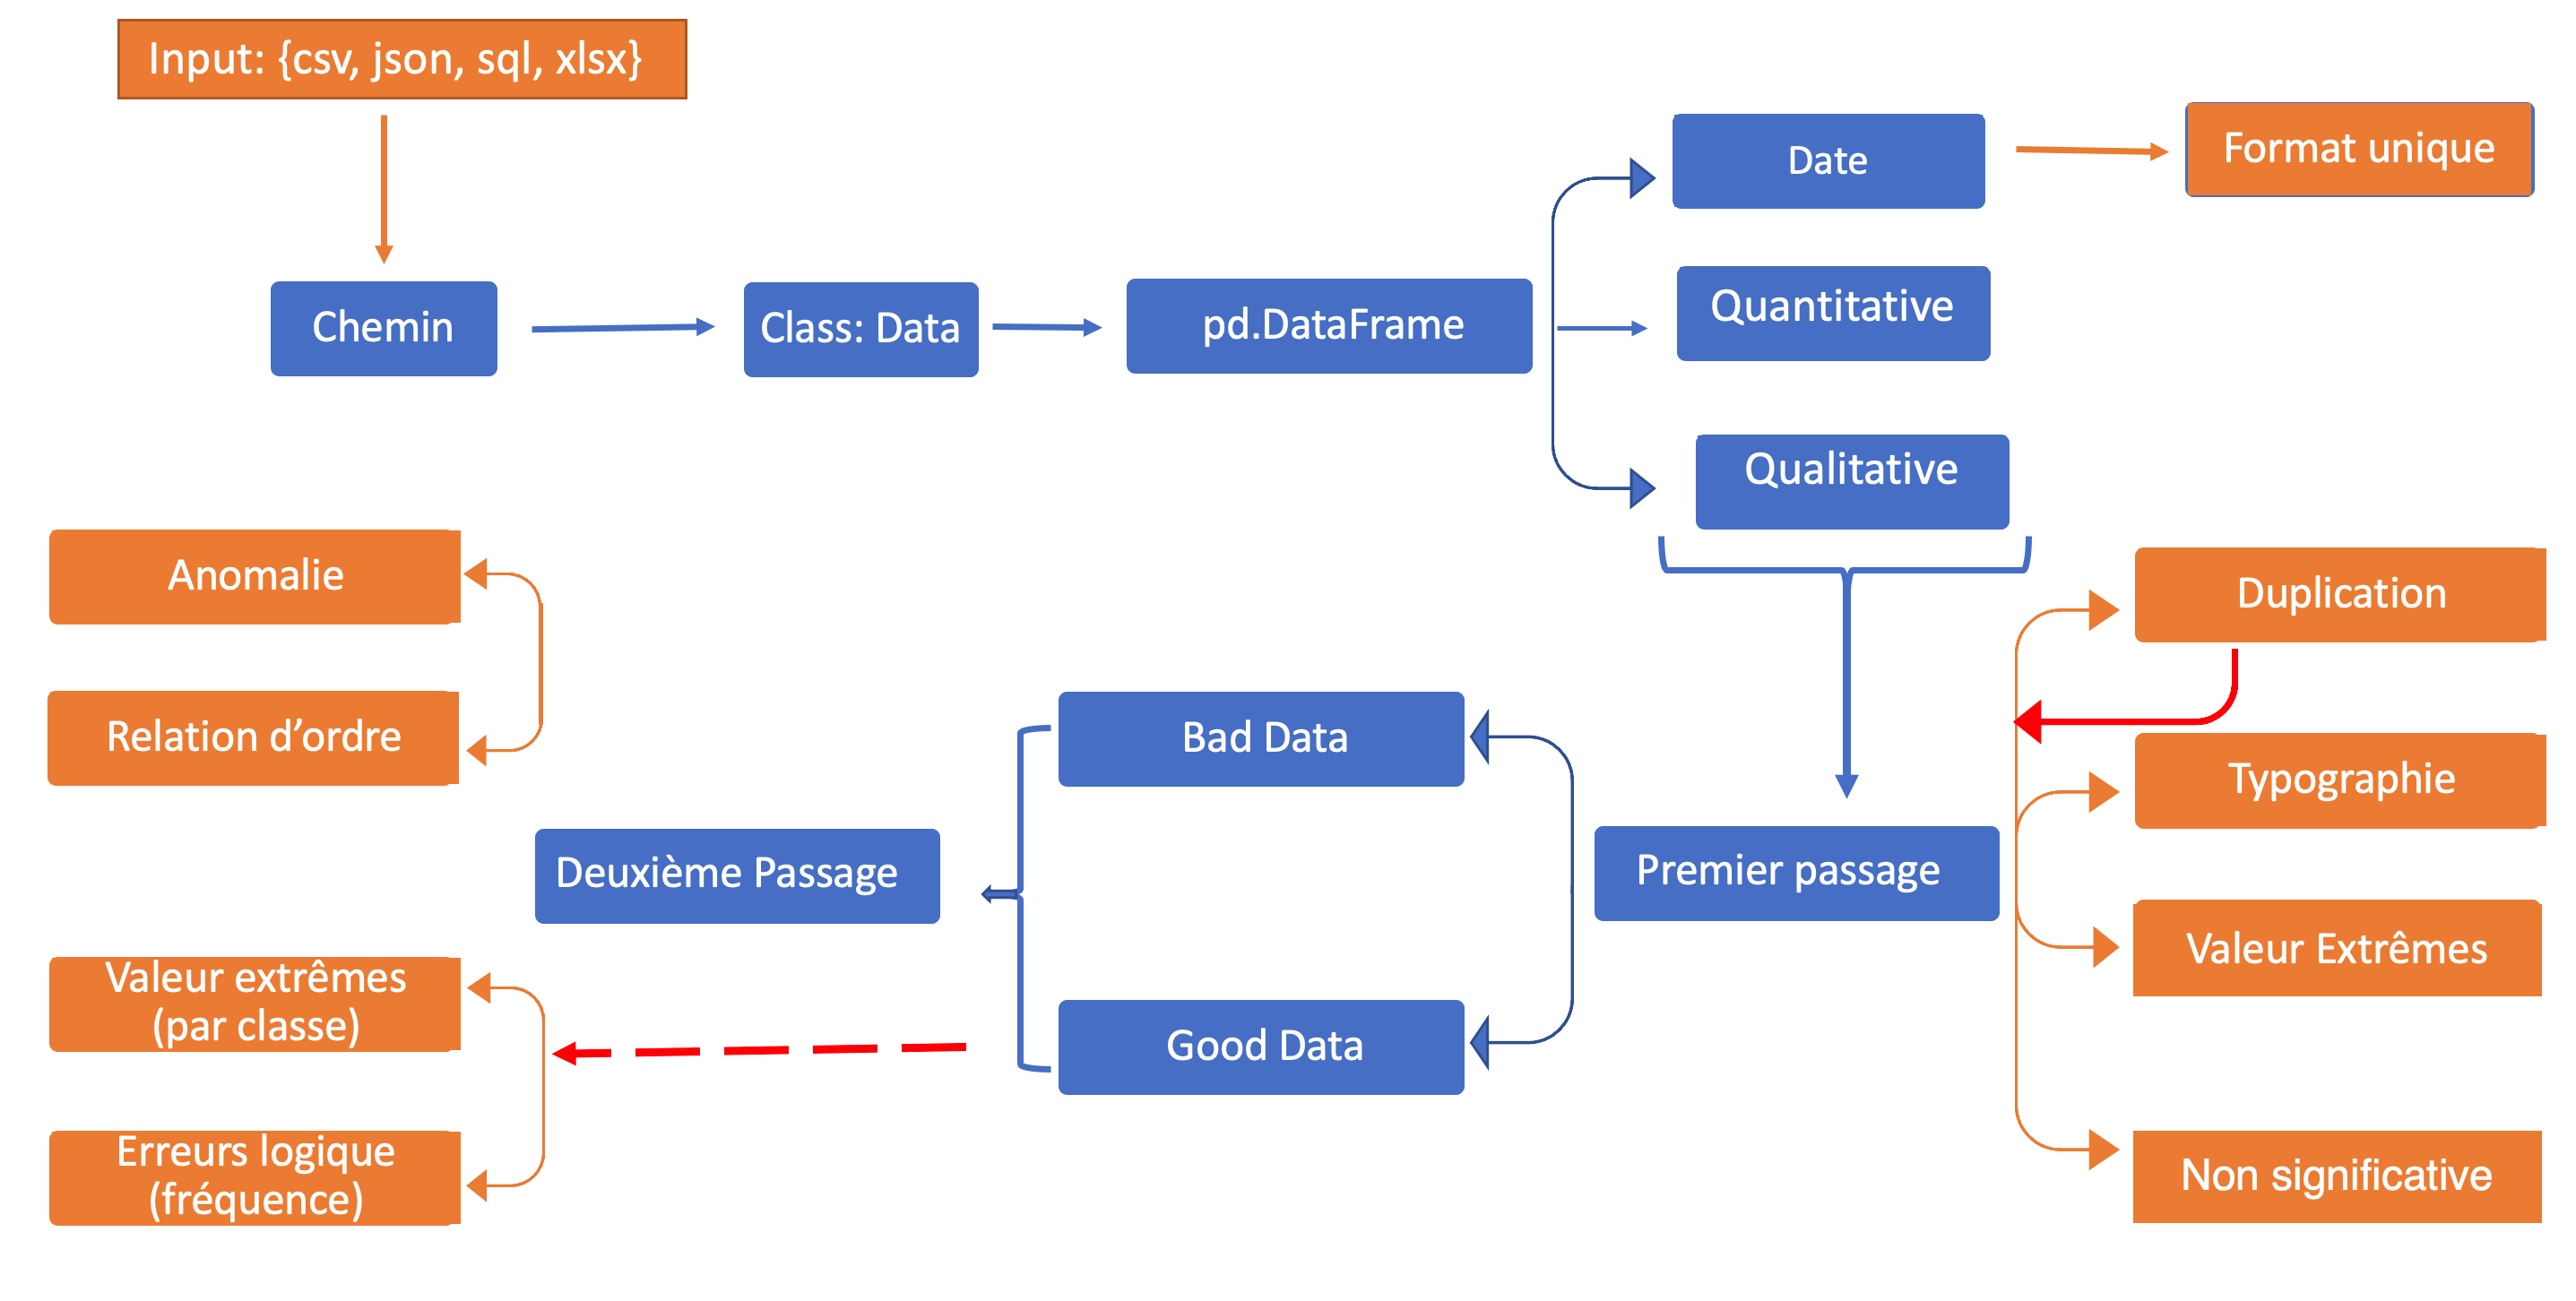 Input: {csv, json, sql, xlsx}
Date
Format unique
Chemin
Class: Data
pd.DataFrame
Quantitative
Qualitative
Anomalie
Duplication
Relation d’ordre
Bad Data
Typographie
Deuxième Passage
Premier passage
Valeur Extrêmes
Valeur extrêmes
(par classe)
Good Data
Erreurs logique
(fréquence)
Non significative